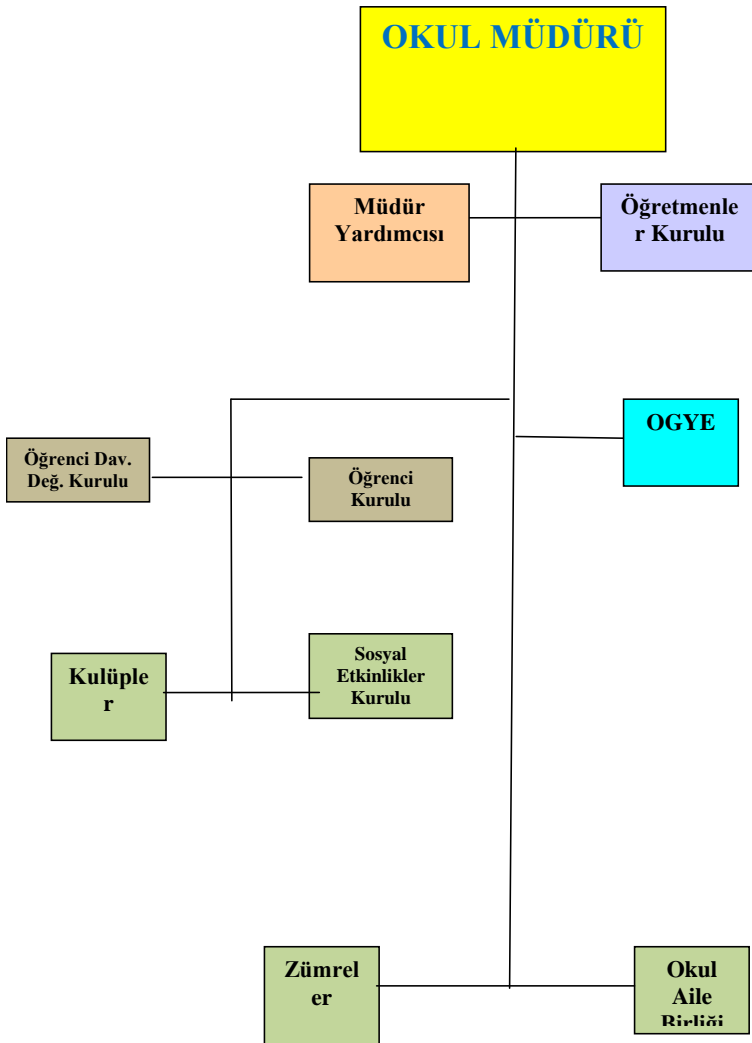 OKUL MÜDÜRÜ
Müdür
Yardımcısı
Öğretmenle
r Kurulu
OGYE
Öğrenci Dav.
Değ. Kurulu
Öğrenci
Kurulu
Kulüple
r
Sosyal
Etkinlikler
Kurulu
Zümrel
er
Okul
Aile
Birliği